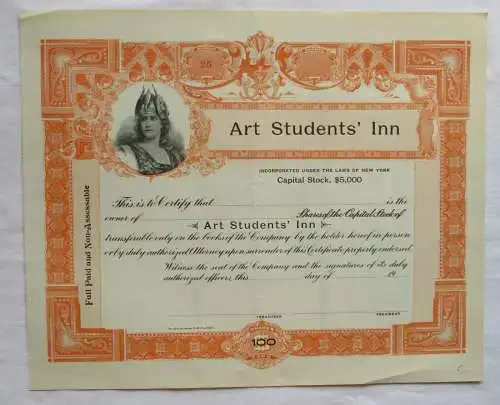 25
Art Students' Inn
INCORPORATED UNDER THE LAWS OF NEW YORK
Capital Stock, $5,000
Full Paid and Non-Assessable
This is to Certify that is the
owner of Shares of the Capital Stock of
Art Students' Inn
transferable only on the books of the Company by the holder hereof in person
or by duly authorized Attorney upon surrender of this Certificate properly endorsed.
Witness the seal of the Company and the signatures of its duly
authorized officers, this day of 19
TREASURER
PRESIDENT
100